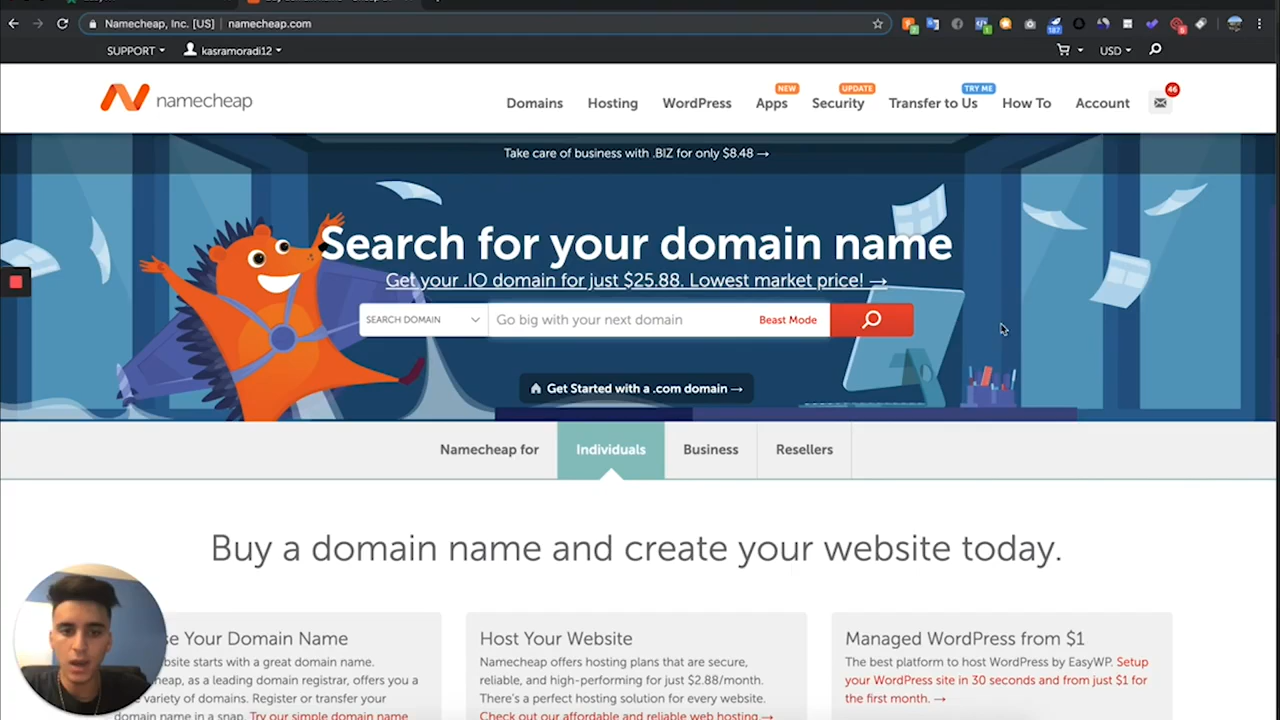 Namecheap, Inc. [US] namecheap.com
187
SUPPORT
kasramoradi12
USD
namecheap
Domains
Hosting
WordPress
NEW
Apps
UPDATE
Security
TRY ME
Transfer to Us
How To
Account
46
Take care of business with .BIZ for only $8.48 →
Search for your domain name
Get your .IO domain for just $25.88. Lowest market price! →
SEARCH DOMAIN
Go big with your next domain
Beast Mode
Get Started with a .com domain →
Namecheap for
Individuals
Business
Resellers
Buy a domain name and create your website today.
Your Domain Name
starts with a great domain name.
as a leading domain registrar, offers you a
variety of domains. Register or transfer your
domain name in a snap. Try our simple domain name
Host Your Website
Namecheap offers hosting plans that are secure,
reliable, and high-performing for just $2.88/month.
There's a perfect hosting solution for every website.
Check out our affordable and reliable web hosting →
Managed WordPress from $1
The best platform to host WordPress by EasyWP. Setup
your WordPress site in 30 seconds and from just $1 for
the first month. →